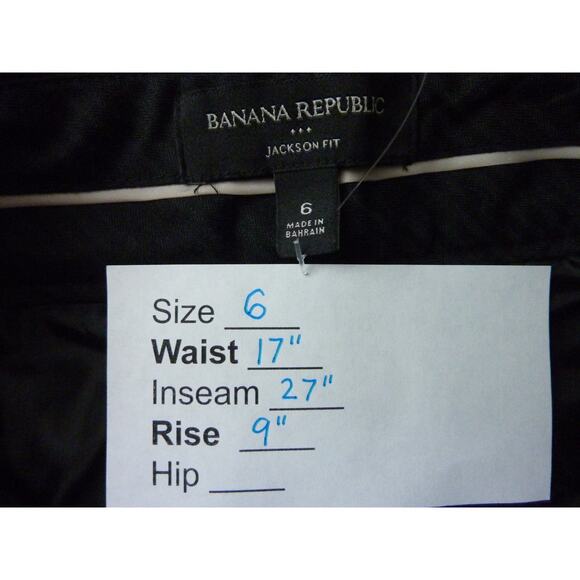 BANANA REPUBLIC
JACKSON FIT
6
MADE IN
BAHRAIN
Size 6
Waist 17"
Inseam 27"
Rise 9"
Hip